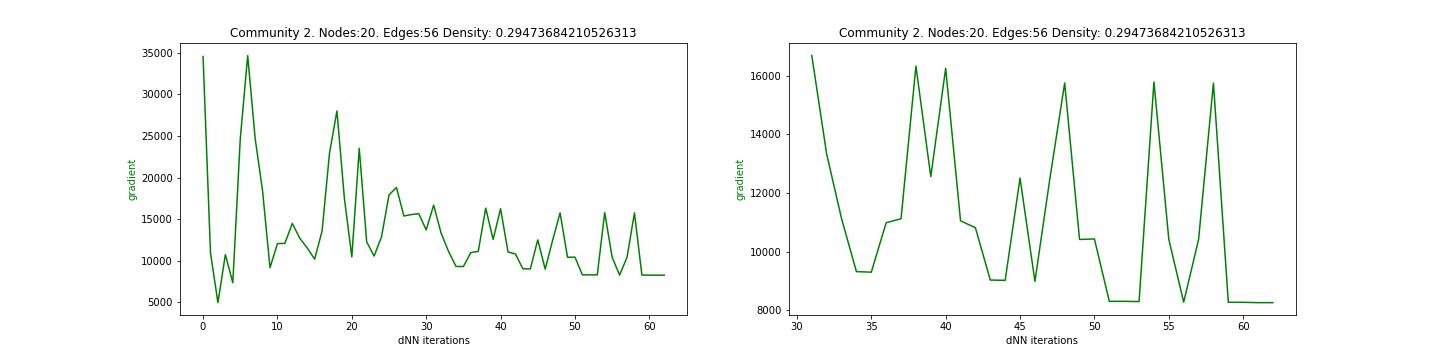 Community 2. Nodes:20. Edges:56 Density: 0.29473684210526313
35000
30000
25000
20000
15000
10000
5000
gradient
0 10 20 30 40 50 60
dNN iterations
Community 2. Nodes:20. Edges:56 Density: 0.29473684210526313
16000
14000
12000
10000
8000
gradient
30 35 40 45 50 55 60
dNN iterations